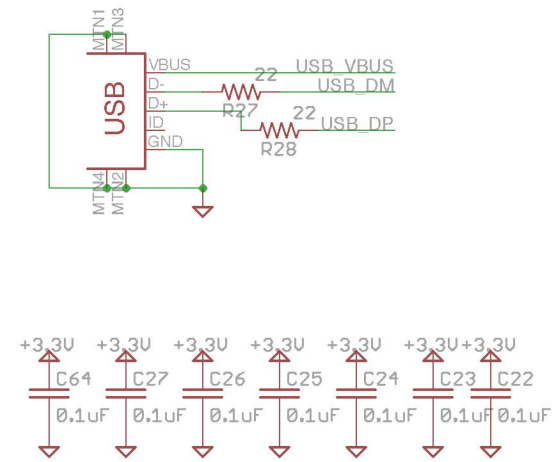 MTN1
MTN3
VBUS
USB_VBUS
22
D-
USB_DM
R27
D+
22
USB_DP
USB
ID
R28
GND
MTN4
MTN2
+3.3V +3.3V +3.3V +3.3V +3.3V +3.3V +3.3V
C64 C27 C26 C25 C24 C23 C22
0.1uF 0.1uF 0.1uF 0.1uF 0.1uF 0.1uF 0.1uF